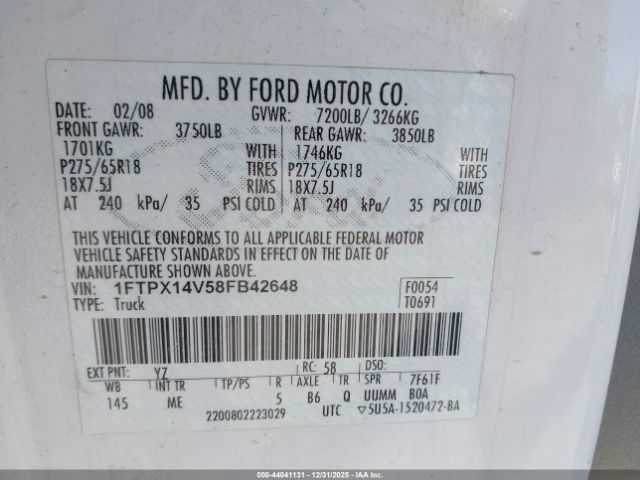 MFD. BY FORD MOTOR CO.
DATE: 02/08 GVWR: 7200LB/ 3266KG
FRONT GAWR: 3750LB REAR GAWR: 3850LB
1701KG WITH 1746KG WITH
P275/65R18 TIRES P275/65R18 TIRES
18X7.5J RIMS 18X7.5J RIMS
AT 240 kPa/ 35 PSI COLD AT 240 kPa/ 35 PSI COLD
THIS VEHICLE CONFORMS TO ALL APPLICABLE FEDERAL MOTOR
VEHICLE SAFETY STANDARDS IN EFFECT ON THE DATE OF
MANUFACTURE SHOWN ABOVE.
VIN: 1FTPX14V58FB42648 F0054
TYPE: Truck T0691
EXT PNT: YZ RC: 58 DSO:
WB INT TR TP/PS R AXLE TR SPR 7F61F
145 ME 5 B6 Q UUMM BOA
2200802223029 UTC ▽5U5A-1520472-BA
000-44041131 - 12/31/2025 - IAAI.COM